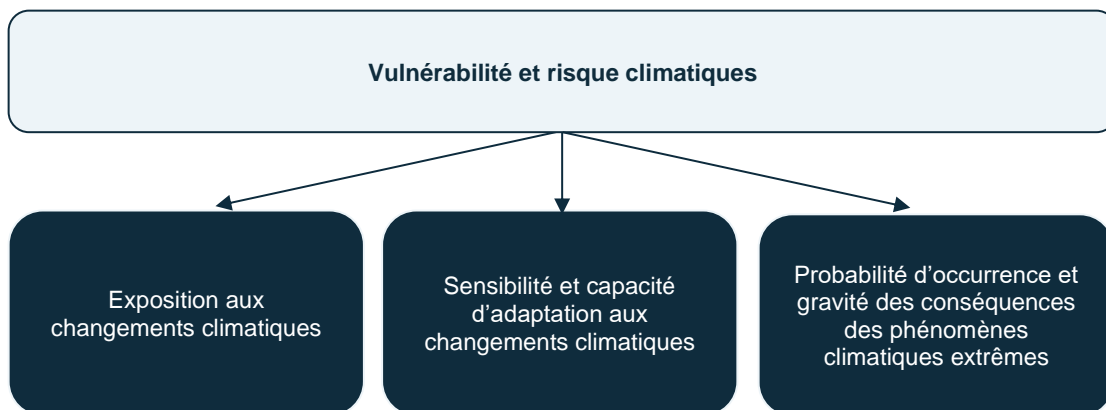 Vulnérabilité et risque climatiques
Exposition aux
changements climatiques
Sensibilité et capacité
d’adaptation aux
changements climatiques
Probabilité d’occurrence et
gravité des conséquences
des phénomènes
climatiques extrêmes